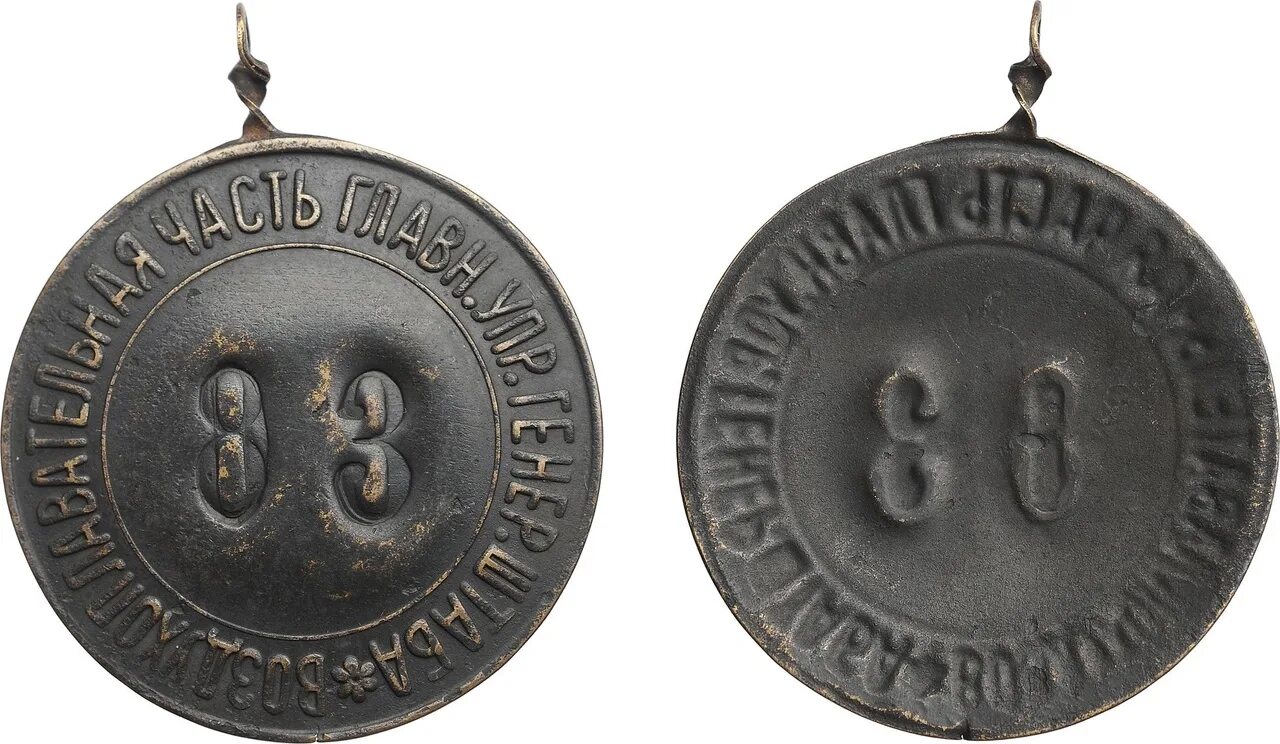 ВОЗДУХОПЛАВАТЕЛЬНАЯ ЧАСТЬ ГЛАВН. УПР. ГЕНЕР. ШТАБА
83